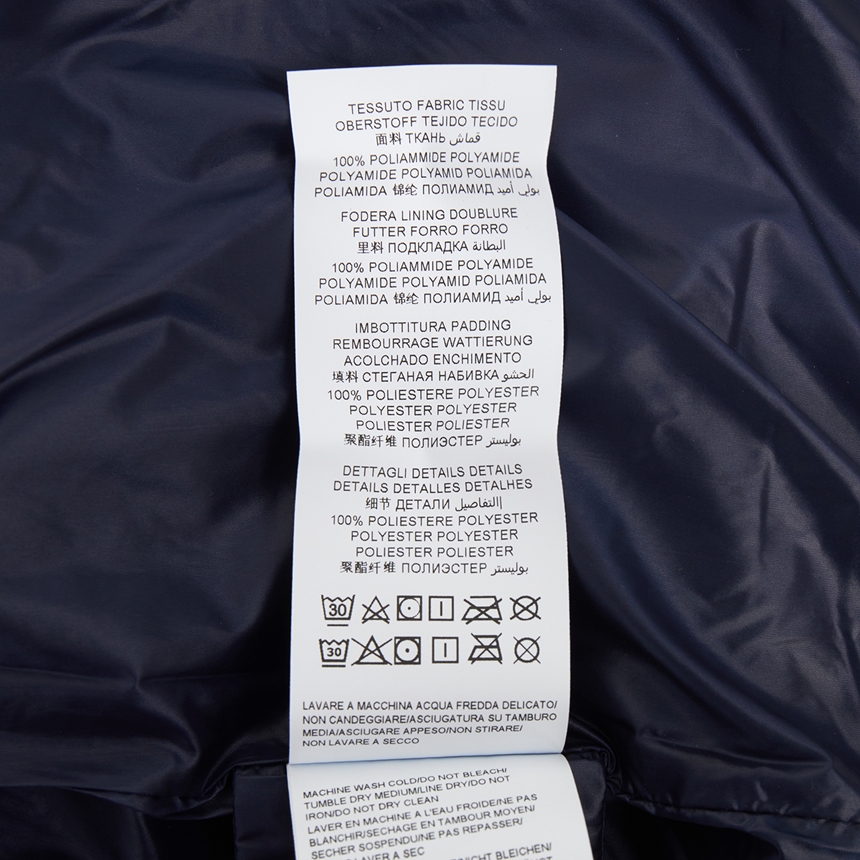 TESSUTO FABRIC TISSU
OBERSTOFF TEJIDO TECIDO
面料 ТКАНЬ قماش
100% POLIAMMIDE POLYAMIDE
POLYAMIDE POLYAMID POLIAMIDA
POLIAMIDA 锦纶 ПОЛИАМИД بولي أميد
FODERA LINING DOUBLURE
FUTTER FORRO FORRO
里料 ПОДКЛАДКА البطانة
100% POLIAMMIDE POLYAMIDE
POLYAMIDE POLYAMID POLIAMIDA
POLIAMIDA 锦纶 ПОЛИАМИД بولي أميد
IMBOTTITURA PADDING
REMBOURRAGE WATTIERUNG
ACOLCHADO ENCHIMENTO
填料 СТЕГАНАЯ НАБИВКА الحشو
100% POLIESTERE POLYESTER
POLYESTER POLYESTER
POLIESTER POLIESTER
聚酯纤维 ПОЛИЭСТЕР بوليستر
DETTAGLI DETAILS DETAILS
DETAILS DETALLES DETALHES
细节 ДЕТАЛИ التفاصيل
100% POLIESTERE POLYESTER
POLYESTER POLYESTER
POLIESTER POLIESTER
聚酯纤维 ПОЛИЭСТЕР بوليستر
30
30
LAVARE A MACCHINA ACQUA FREDDA DELICATO/
NON CANDEGGIARE/ASCIUGATURA SU TAMBURO
MEDIA/ASCIUGARE APPESO/NON STIRARE/
NON LAVARE A SECCO
MACHINE WASH COLD/DO NOT BLEACH/
TUMBLE DRY MEDIUM/LINE DRY/DO NOT
IRON/DO NOT DRY CLEAN
LAVER EN MACHINE A L'EAU FROIDE/NE PAS
BLANCHIR/SECHAGE EN TAMBOUR MOYEN/
SECHER SUSPENDU/NE PAS REPASSER/
LAVER A SEC
NICHT BLEICHEN/